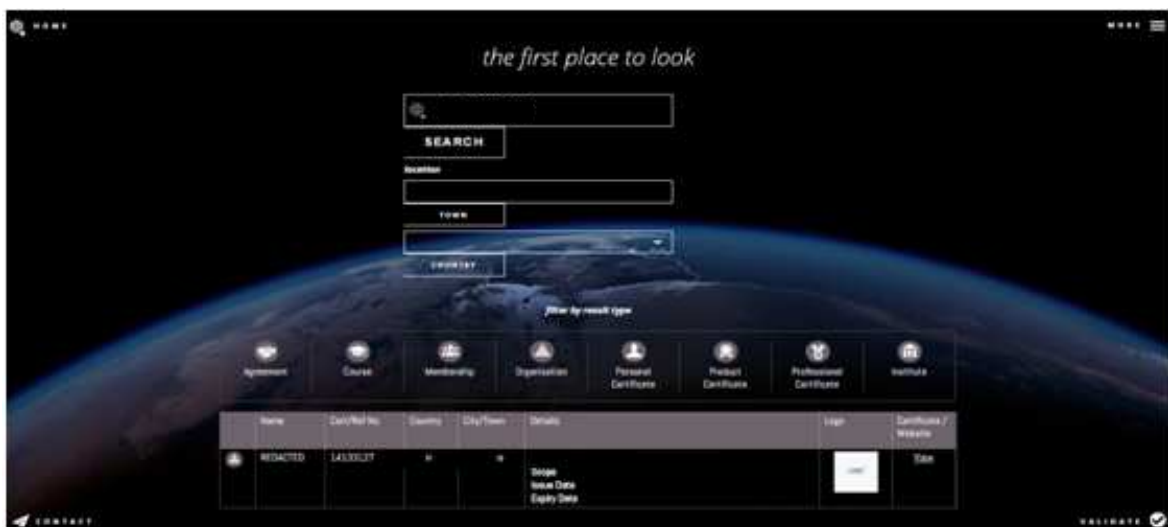 HOME
MORE
the first place to look
SEARCH
location
TOWN
COUNTRY
filter by result type
Agreement
Course
Membership
Organisation
Personal
Certificate
Product
Certificate
Professional
Certificate
Institute
Name
Cert/Ref No.
Country
City/Town
Details
Logo
Certificate /
Website
REDACTED
View
Scope
Issue Date
Expiry Date
CONTACT
VALIDATE